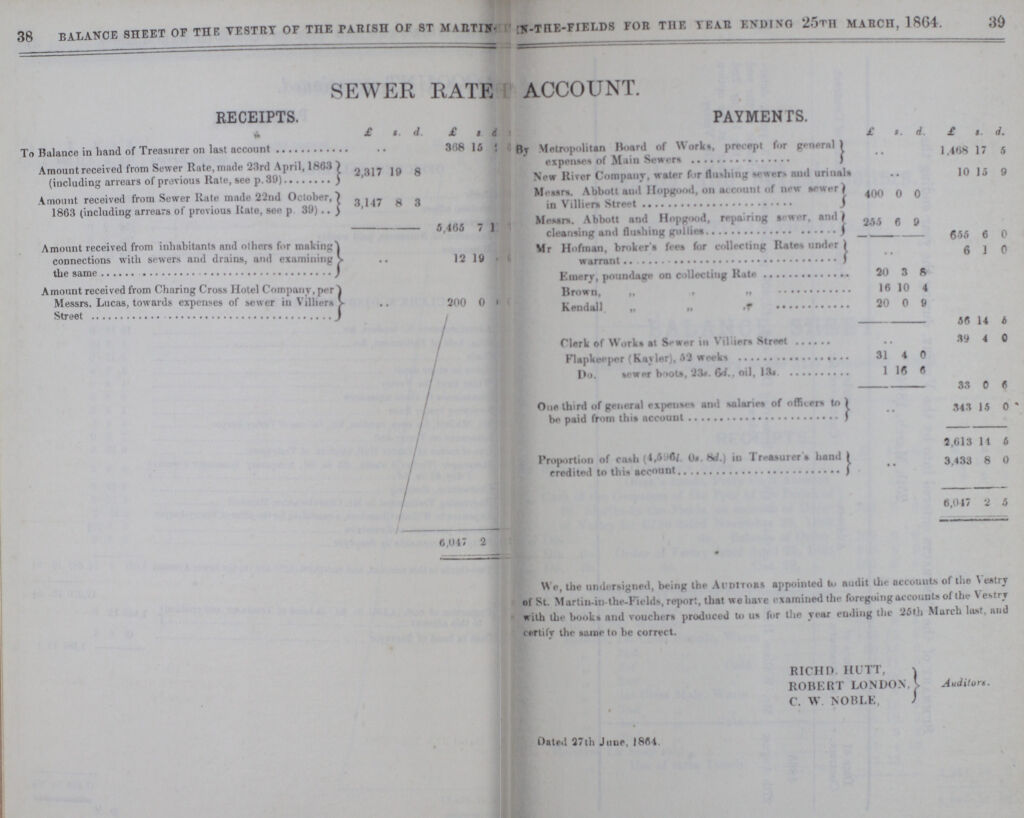 38 BALANCE SHEET OF THE VESTRY OF THE PARISH OF ST MARTIN-
SEWER RATE
RECEIPTS.
£ s. d. £ s d
To Balance in hand of Treasurer on last account ............ .. 368 15
Amount received from Sewer Rate, made 23rd April, 1863
(including arrears of previous Rate, see p. 39)........ 2,317 19 8
Amount received from Sewer Rate made 22nd October,
1863 (including arrears of previous Rate, see p 39) .. 3,147 8 3
5,465 7
Amount received from inhabitants and others for making
connections with sewers and drains, and examining
the same .................................... .. 12 19
Amount received from Charing Cross Hotel Company, per
Messrs. Lucas, towards expenses of sewer in Villiers
Street .................................... .. 200 0
6,047 2
IN-THE-FIELDS FOR THE YEAR ENDING 25TH MARCH, 1864. 39
ACCOUNT.
PAYMENTS.
£ s. d. £ s. d.
By Metropolitan Board of Works, precept for general
expenses of Main Sewers ................ .. 1,468 17 5
New River Company, water for flushing sewers and urinals .. 10 15 9
Messrs. Abbott and Hopgood, on account of new sewer
in Villiers Street ........................ 400 0 0
Messrs. Abbott and Hopgood, repairing sewer, and
cleansing and flushing gullies.................... 255 6 9
655 6 0
Mr Hofman, broker's fees for collecting Rates under
warrant .................................. .. 6 1 0
Emery, poundage on collecting Rate .............. 20 3 8
Brown, „ „ ............ 16 10 4
Kendall „ „ ............ 20 0 9
56 14 5
Clerk of Works at Sewer in Villiers Street ...... .. 39 4 0
Flapkeeper (Kayler), 52 weeks .................. 31 4 0
Do. sewer boots, 23s. 6d., oil, 13s. .......... 1 16 6
33 0 6
One third of general expenses and salaries of officers to
be paid from this account ........................ .. 343 15 0
2,613 14 5
Proportion of cash (4,596l. 0s. 8d.) in Treasurer's hand
credited to this account.......................... .. 3,433 8 0
6,047 2 5
We, the undersigned, being the AUDITORS appointed to audit the accounts of the Vestry
of St. Martin-in-the-Fields, report, that we have examined the foregoing accounts of the Vestry
with the books and vouchers produced to us for the year ending the 25th March last, and
certify the same to be correct.
RICHD. HUTT,
ROBERT LONDON, Auditors.
C. W. NOBLE,
Dated 27th June, 1864.